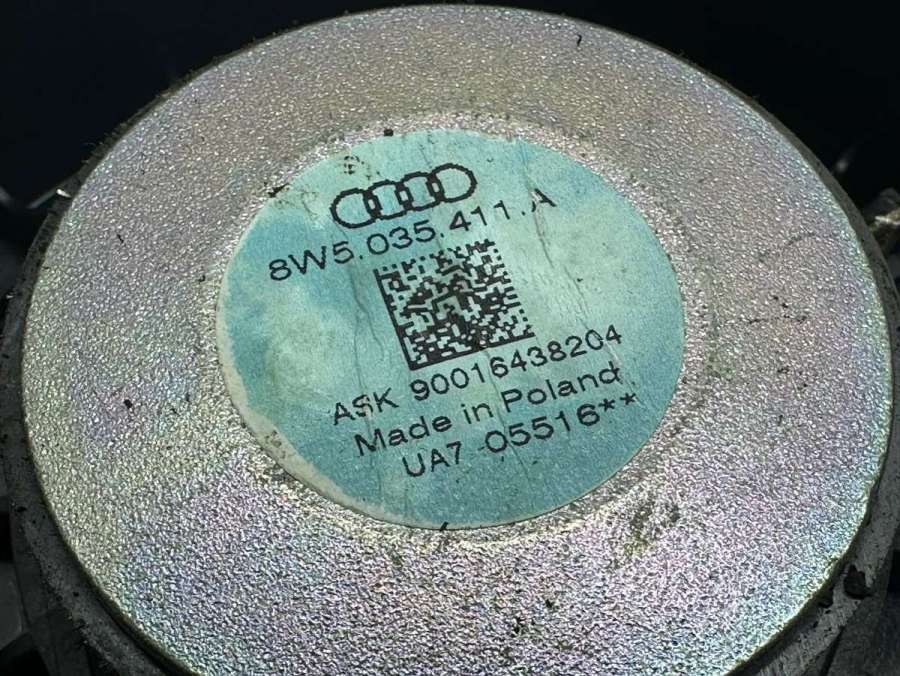 8W5.035.411.A
ASK 90016438204
Made in Poland
UA7 05516**